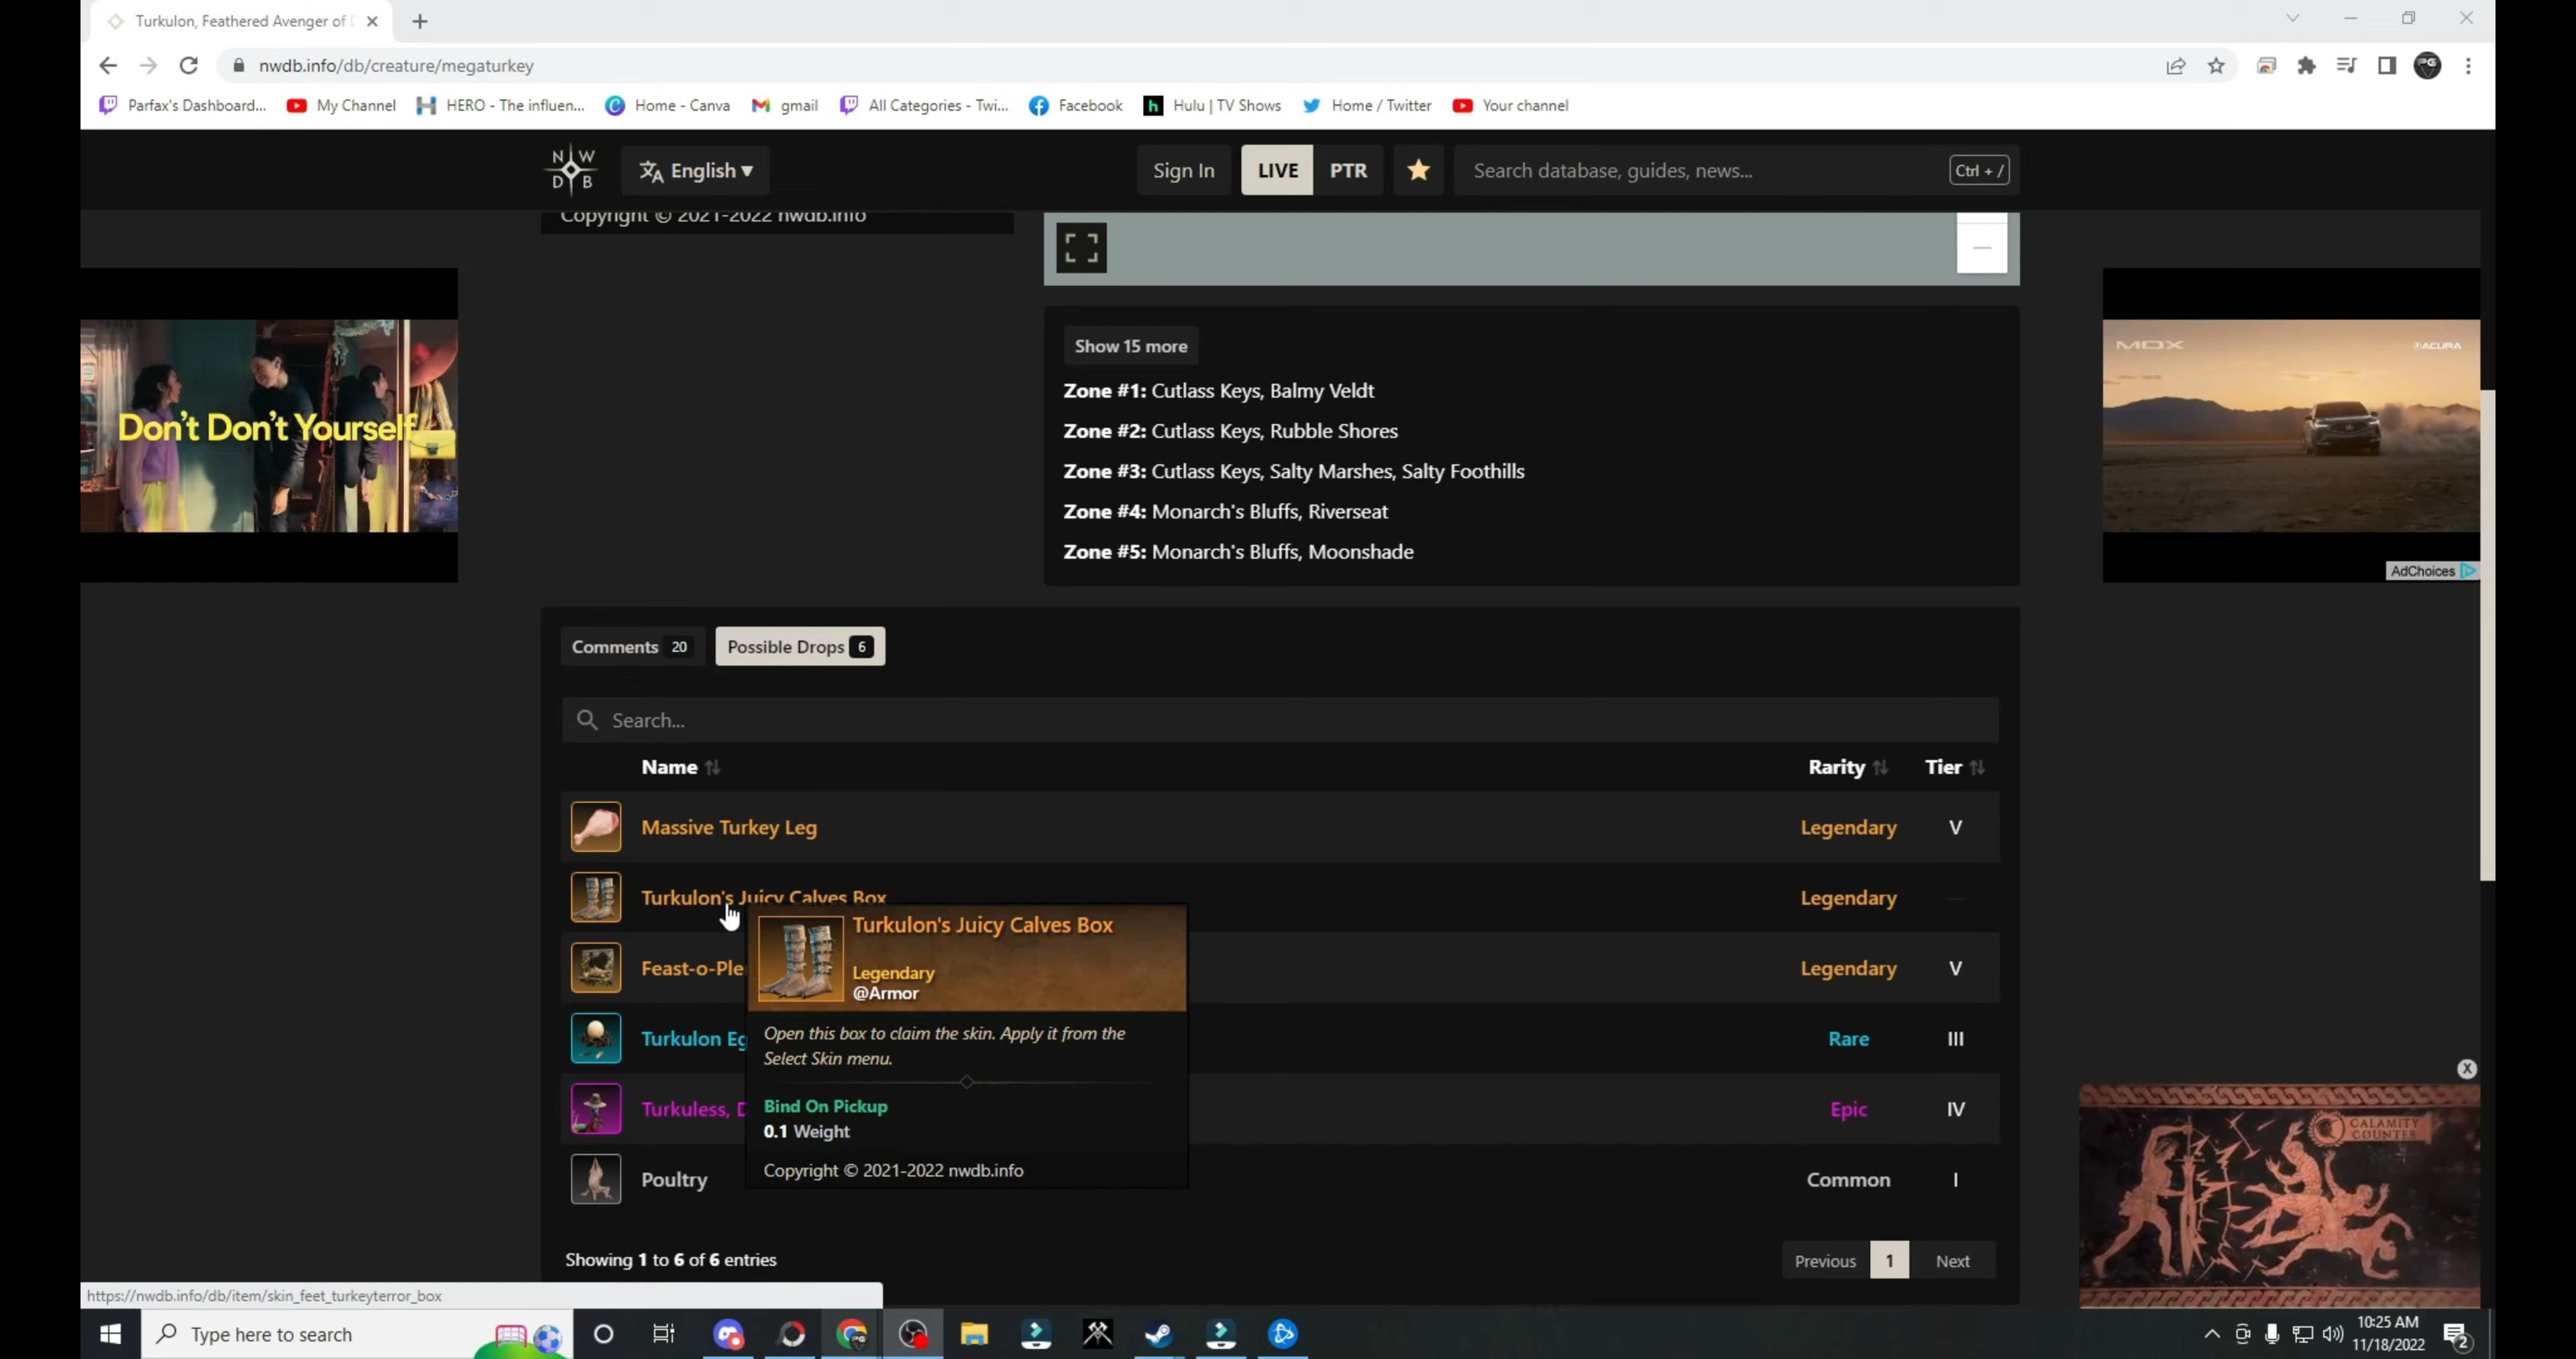 Turkulon, Feathered Avenger of D
nwdb.info/db/creature/megaturkey
Parfax's Dashboard...
My Channel
HERO - The influen...
Home - Canva
gmail
All Categories - Twi...
Facebook
Hulu | TV Shows
Home / Twitter
Your channel
N W D B
English ▾
Sign In
LIVE
PTR
Search database, guides, news...
Ctrl + /
Copyright © 2021-2022 nwdb.info
Show 15 more
Zone #1: Cutlass Keys, Balmy Veldt
Zone #2: Cutlass Keys, Rubble Shores
Zone #3: Cutlass Keys, Salty Marshes, Salty Foothills
Zone #4: Monarch's Bluffs, Riverseat
Zone #5: Monarch's Bluffs, Moonshade
Don't Don't Yourself.
MDX
ACURA
AdChoices
Comments 20
Possible Drops 6
Search...
Name Rarity Tier
Massive Turkey Leg Legendary V
Turkulon's Juicy Calves Box Legendary —
Feast-o-Ple Legendary V
Turkulon Eg Rare III
Turkuless, D Epic IV
Poultry Common I
Turkulon's Juicy Calves Box
Legendary
@Armor
Open this box to claim the skin. Apply it from the
Select Skin menu.
Bind On Pickup
0.1 Weight
Copyright © 2021-2022 nwdb.info
Showing 1 to 6 of 6 entries
Previous 1 Next
CALAMITY
COUNTER
X
https://nwdb.info/db/item/skin_feet_turkeyterror_box
Type here to search
10:25 AM
11/18/2022
2